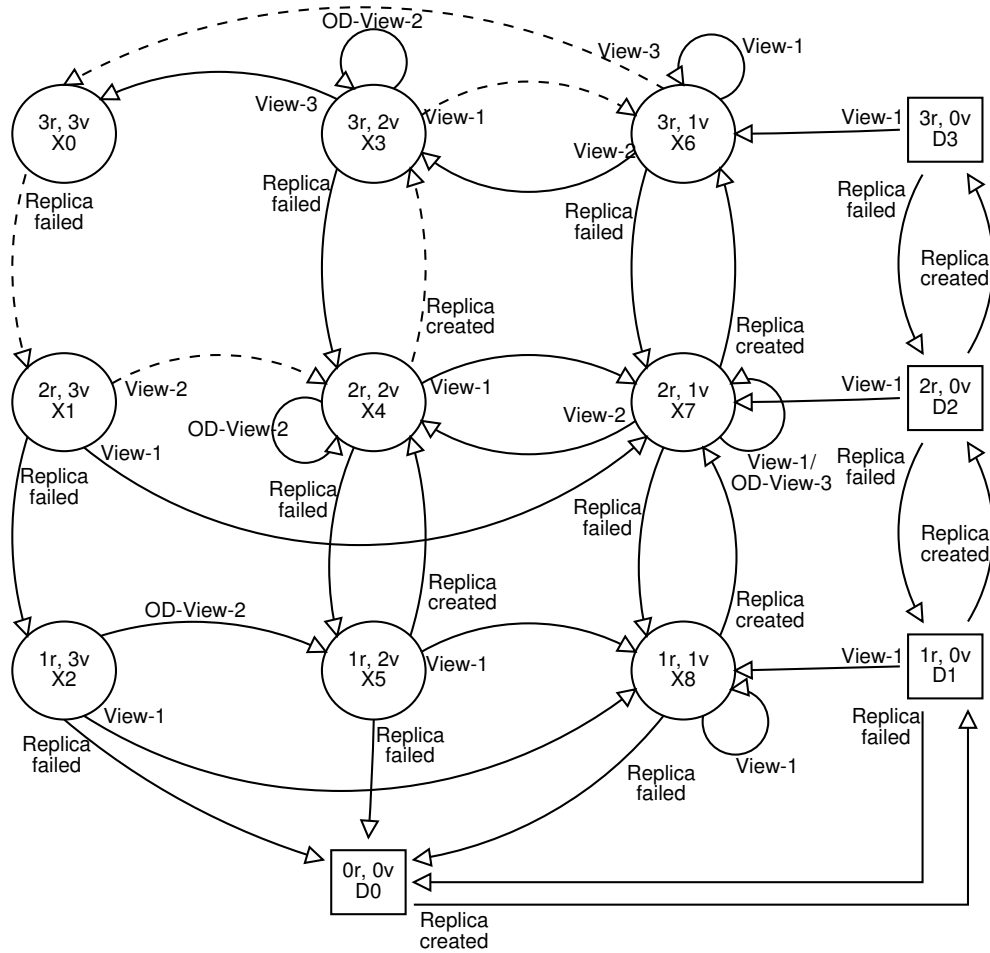 OD-View-2
View-3
View-1
3r, 3v
X0
View-3
3r, 2v
X3
View-1
3r, 1v
X6
View-2
View-1
3r, 0v
D3
Replica
failed
Replica
failed
Replica
failed
Replica
failed
Replica
created
Replica
created
Replica
created
2r, 3v
X1
View-2
2r, 2v
X4
View-1
View-2
2r, 1v
X7
View-1
2r, 0v
D2
OD-View-2
View-1
View-1/
OD-View-3
Replica
failed
Replica
failed
Replica
failed
Replica
failed
Replica
created
Replica
created
Replica
created
OD-View-2
1r, 3v
X2
1r, 2v
X5
View-1
1r, 1v
X8
View-1
1r, 0v
D1
View-1
Replica
failed
Replica
failed
Replica
failed
View-1
Replica
failed
0r, 0v
D0
Replica
created